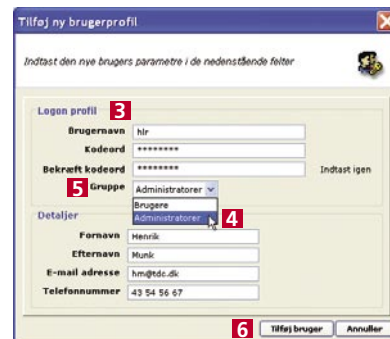 Tilføj ny brugerprofil
Indtast den nye brugers parametre i de nedenstående felter
Logon profil 3
Brugernavn hlr
Kodeord ********
Bekræft kodeord ******** Indtast igen
5 Gruppe Administratorer
Brugere
Administratorer 4
Detaljer
Fornavn Henrik
Efternavn Munk
E-mail adresse hm@tdc.dk
Telefonnummer 43 54 56 67
6 Tilføj bruger Annuller